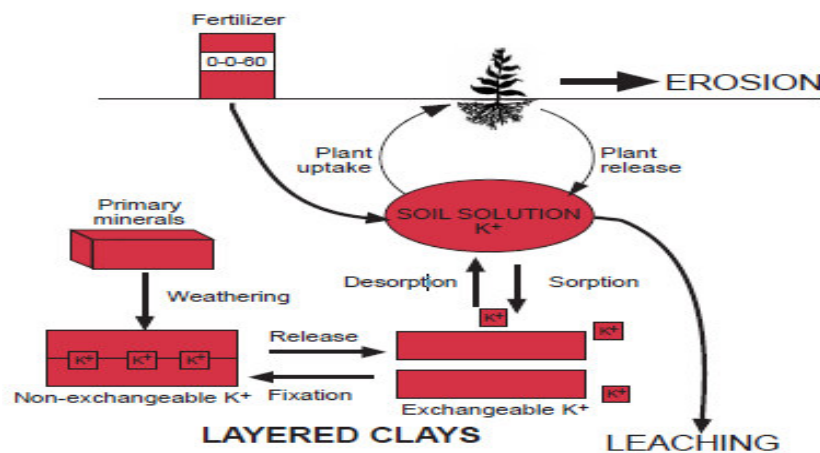 Fertilizer
0-0-60
EROSION
Plant
uptake
Plant
release
Primary
minerals
SOIL SOLUTION
K+
Weathering
Desorption
Sorption
K+
K+
K+
K+
K+
K+
Release
Fixation
Non-exchangeable K+
Exchangeable K+
LAYERED CLAYS
LEACHING